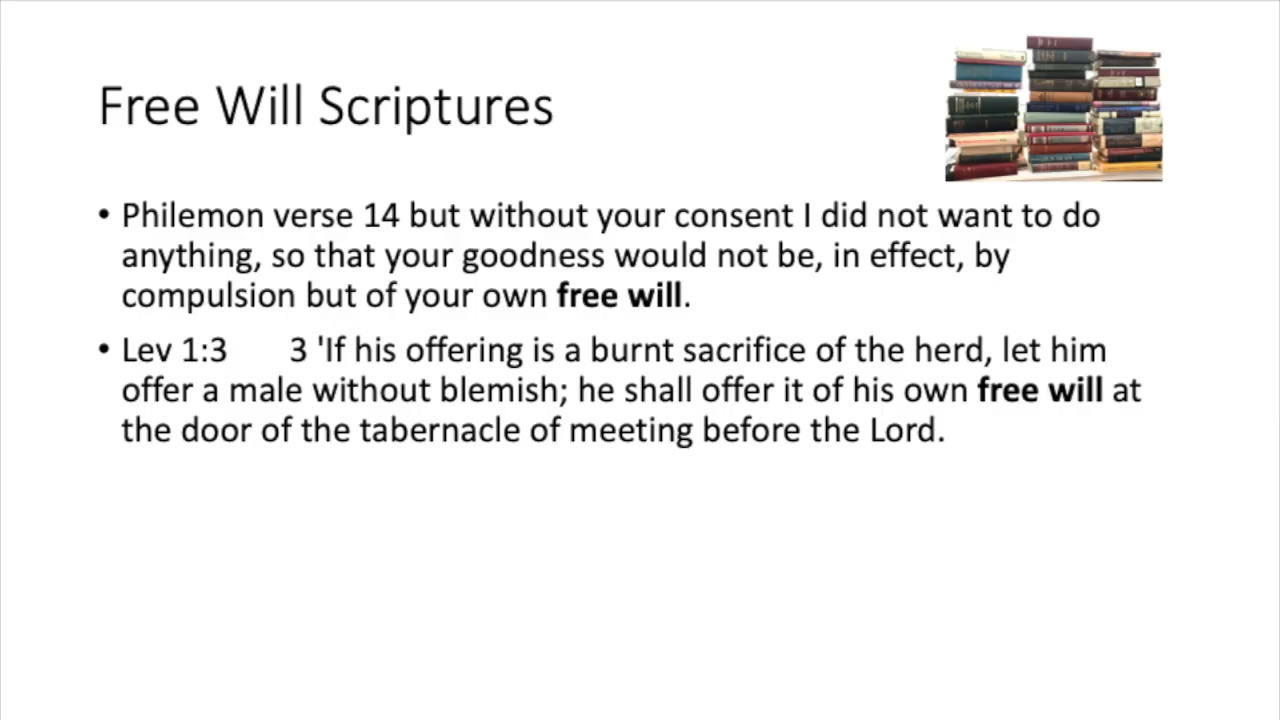 Free Will Scriptures
• Philemon verse 14 but without your consent I did not want to do
anything, so that your goodness would not be, in effect, by
compulsion but of your own free will.
• Lev 1:3 3 'If his offering is a burnt sacrifice of the herd, let him
offer a male without blemish; he shall offer it of his own free will at
the door of the tabernacle of meeting before the Lord.